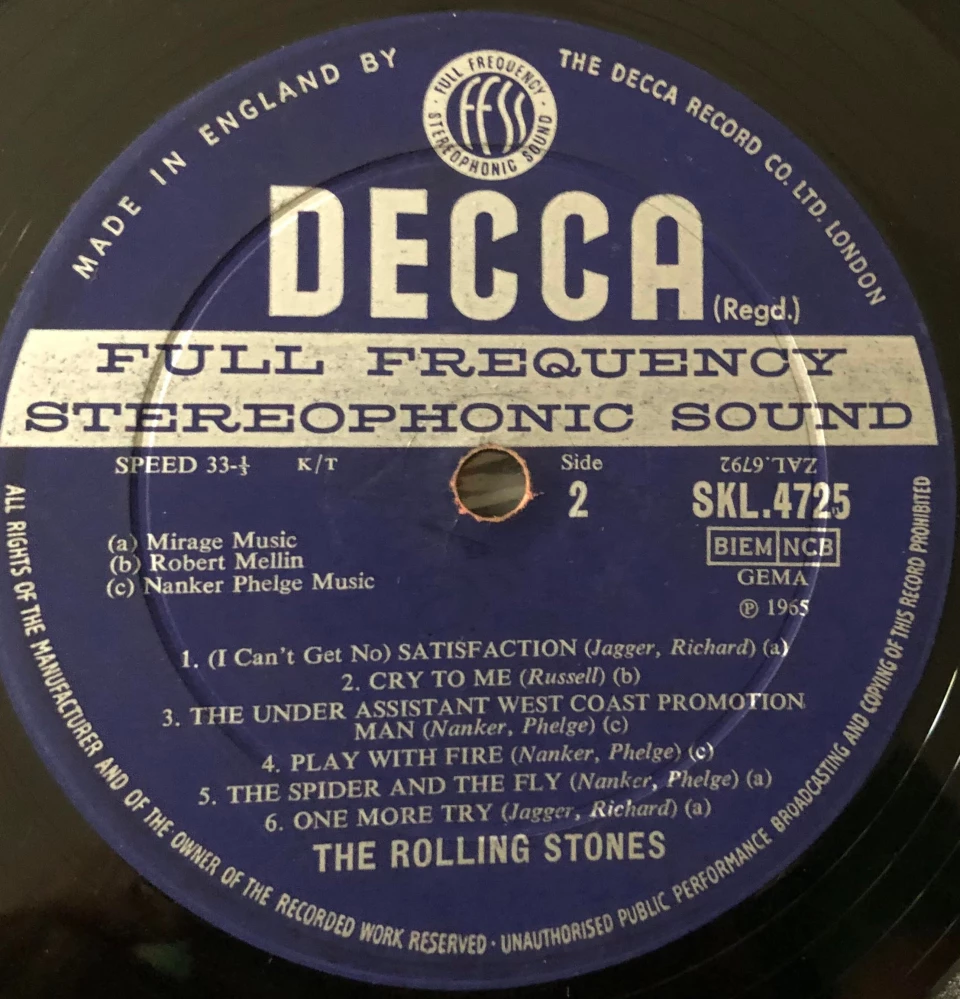 MADE IN ENGLAND BY
THE DECCA RECORD CO. LTD. LONDON
FULL FREQUENCY
FFSS
STEREOPHONIC SOUND
DECCA
(Regd.)
FULL FREQUENCY
STEREOPHONIC SOUND
SPEED 33-⅓ K/T
Side
2
ZAL.6792
SKL.4725
BIEM NCB
GEMA
℗ 1965
(a) Mirage Music
(b) Robert Mellin
(c) Nanker Phelge Music
1. (I Can't Get No) SATISFACTION (Jagger, Richard) (a)
2. CRY TO ME (Russell) (b)
3. THE UNDER ASSISTANT WEST COAST PROMOTION
MAN (Nanker, Phelge) (c)
4. PLAY WITH FIRE (Nanker, Phelge) (c)
5. THE SPIDER AND THE FLY (Nanker, Phelge) (a)
6. ONE MORE TRY (Jagger, Richard) (a)
THE ROLLING STONES
ALL RIGHTS OF THE MANUFACTURER AND OF THE OWNER OF THE RECORDED WORK RESERVED · UNAUTHORISED PUBLIC PERFORMANCE BROADCASTING AND COPYING OF THIS RECORD PROHIBITED